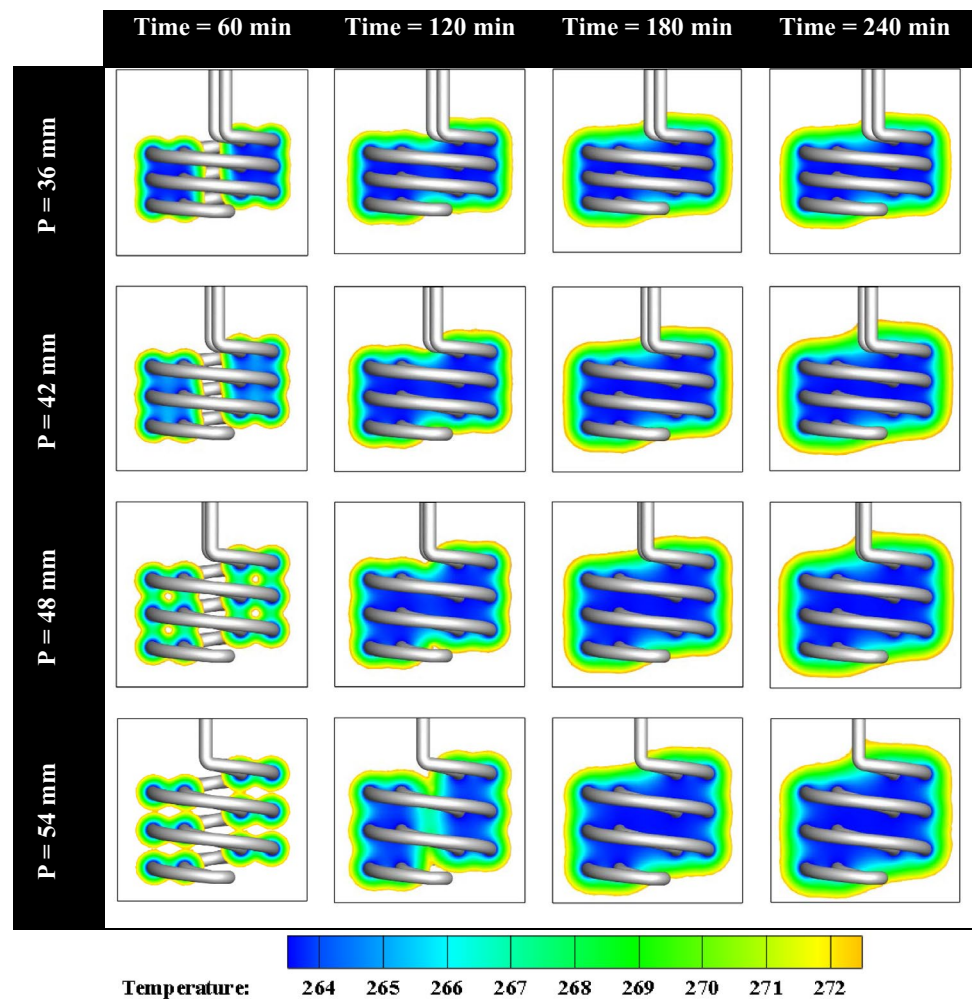 Time = 60 min Time = 120 min Time = 180 min Time = 240 min
P = 36 mm
P = 42 mm
P = 48 mm
P = 54 mm
Temperature: 264 265 266 267 268 269 270 271 272